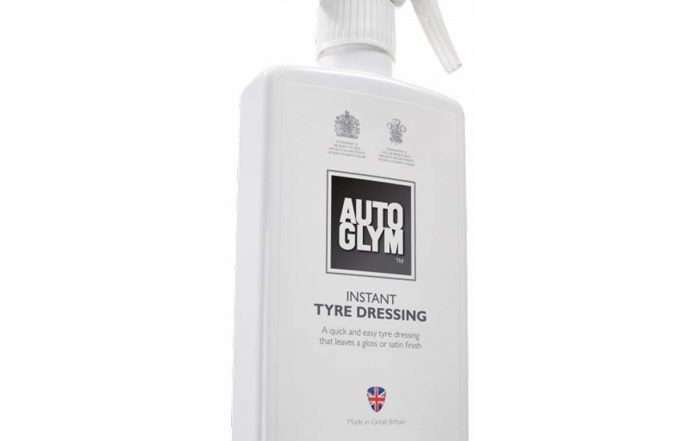 AUTO
GLYM
TM
INSTANT
TYRE DRESSING
A quick and easy tyre dressing
that leaves a gloss or satin finish
Made in Great Britain